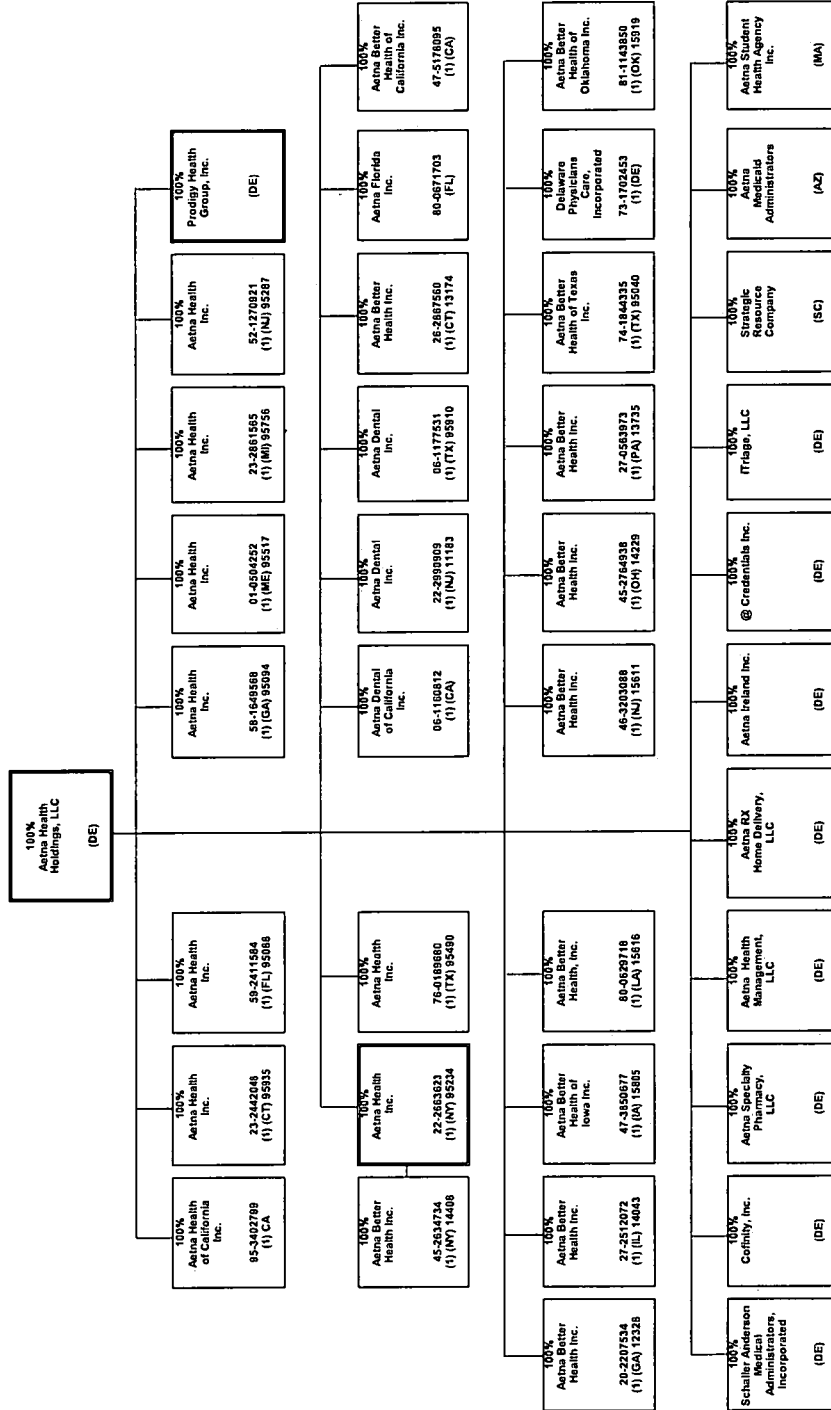 100%
Aetna Health
Holdings, LLC
(DE)
100%
Aetna Health
of California
Inc.
95-3402799
(1) CA
100%
Aetna Health
Inc.
23-2442048
(1) (CT) 95935
100%
Aetna Health
Inc.
59-2411584
(1) (FL) 95088
100%
Aetna Health
Inc.
58-1649568
(1) (GA) 95094
100%
Aetna Health
Inc.
01-0504252
(1) (ME) 95517
100%
Aetna Health
Inc.
23-2861565
(1) (MI) 95756
100%
Aetna Health
Inc.
52-1270921
(1) (NJ) 95287
100%
Prodigy Health
Group, Inc.
(DE)
100%
Aetna Better
Health Inc.
45-2634734
(1) (NY) 14408
100%
Aetna Health
Inc.
22-2663623
(1) (NY) 95234
100%
Aetna Health
Inc.
76-0189680
(1) (TX) 95490
100%
Aetna Dental
of California
Inc.
06-1160812
(1) (CA)
100%
Aetna Dental
Inc.
22-2990909
(1) (NJ) 11183
100%
Aetna Dental
Inc.
06-1177531
(1) (TX) 95910
100%
Aetna Better
Health Inc.
26-2867560
(1) (CT) 13174
100%
Aetna Florida
Inc.
80-0671703
(FL)
100%
Aetna Better
Health of
California Inc.
47-5178095
(1) (CA)
100%
Aetna Better
Health Inc.
20-2207534
(1) (GA) 12328
100%
Aetna Better
Health Inc.
27-2512072
(1) (IL) 14043
100%
Aetna Better
Health of
Iowa Inc.
47-3850677
(1) (IA) 15805
100%
Aetna Better
Health, Inc.
80-0629718
(1) (LA) 15616
100%
Aetna Better
Health Inc.
46-3203088
(1) (NJ) 15611
100%
Aetna Better
Health Inc.
45-2764938
(1) (OH) 14229
100%
Aetna Better
Health Inc.
27-0563973
(1) (PA) 13735
100%
Aetna Better
Health of Texas
Inc.
74-1844335
(1) (TX) 95040
100%
Delaware
Physicians
Care,
Incorporated
73-1702453
(1) (DE)
100%
Aetna Better
Health of
Oklahoma Inc.
81-1143850
(1) (OK) 15919
100%
Schaller Anderson
Medical
Administrators,
Incorporated
(DE)
100%
Cofinity, Inc.
(DE)
100%
Aetna Specialty
Pharmacy,
LLC
(DE)
100%
Aetna Health
Management,
LLC
(DE)
100%
Aetna RX
Home Delivery,
LLC
(DE)
100%
Aetna Ireland Inc.
(DE)
100%
@ Credentials Inc.
(DE)
100%
iTriage, LLC
(DE)
100%
Strategic
Resource
Company
(SC)
100%
Aetna
Medicaid
Administrators
(AZ)
100%
Aetna Student
Health Agency
Inc.
(MA)